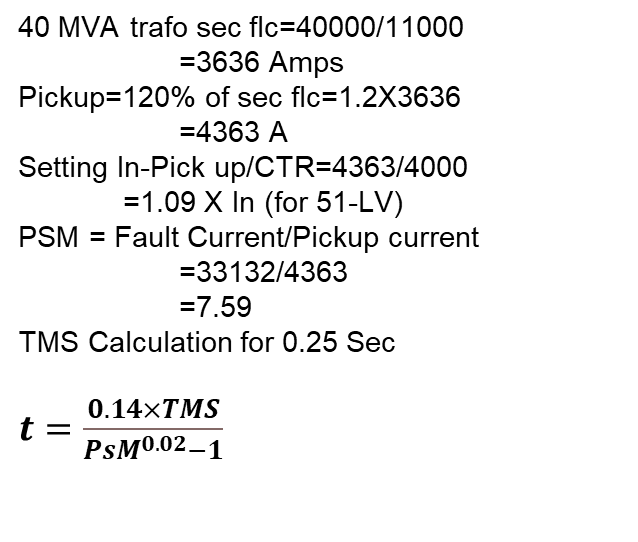 40 MVA trafo sec flc=40000/11000
=3636 Amps
Pickup=120% of sec flc=1.2X3636
=4363 A
Setting In-Pick up/CTR=4363/4000
=1.09 X In (for 51-LV)
PSM = Fault Current/Pickup current
=33132/4363
=7.59
TMS Calculation for 0.25 Sec
t = 0.14×TMS / PsM^0.02−1